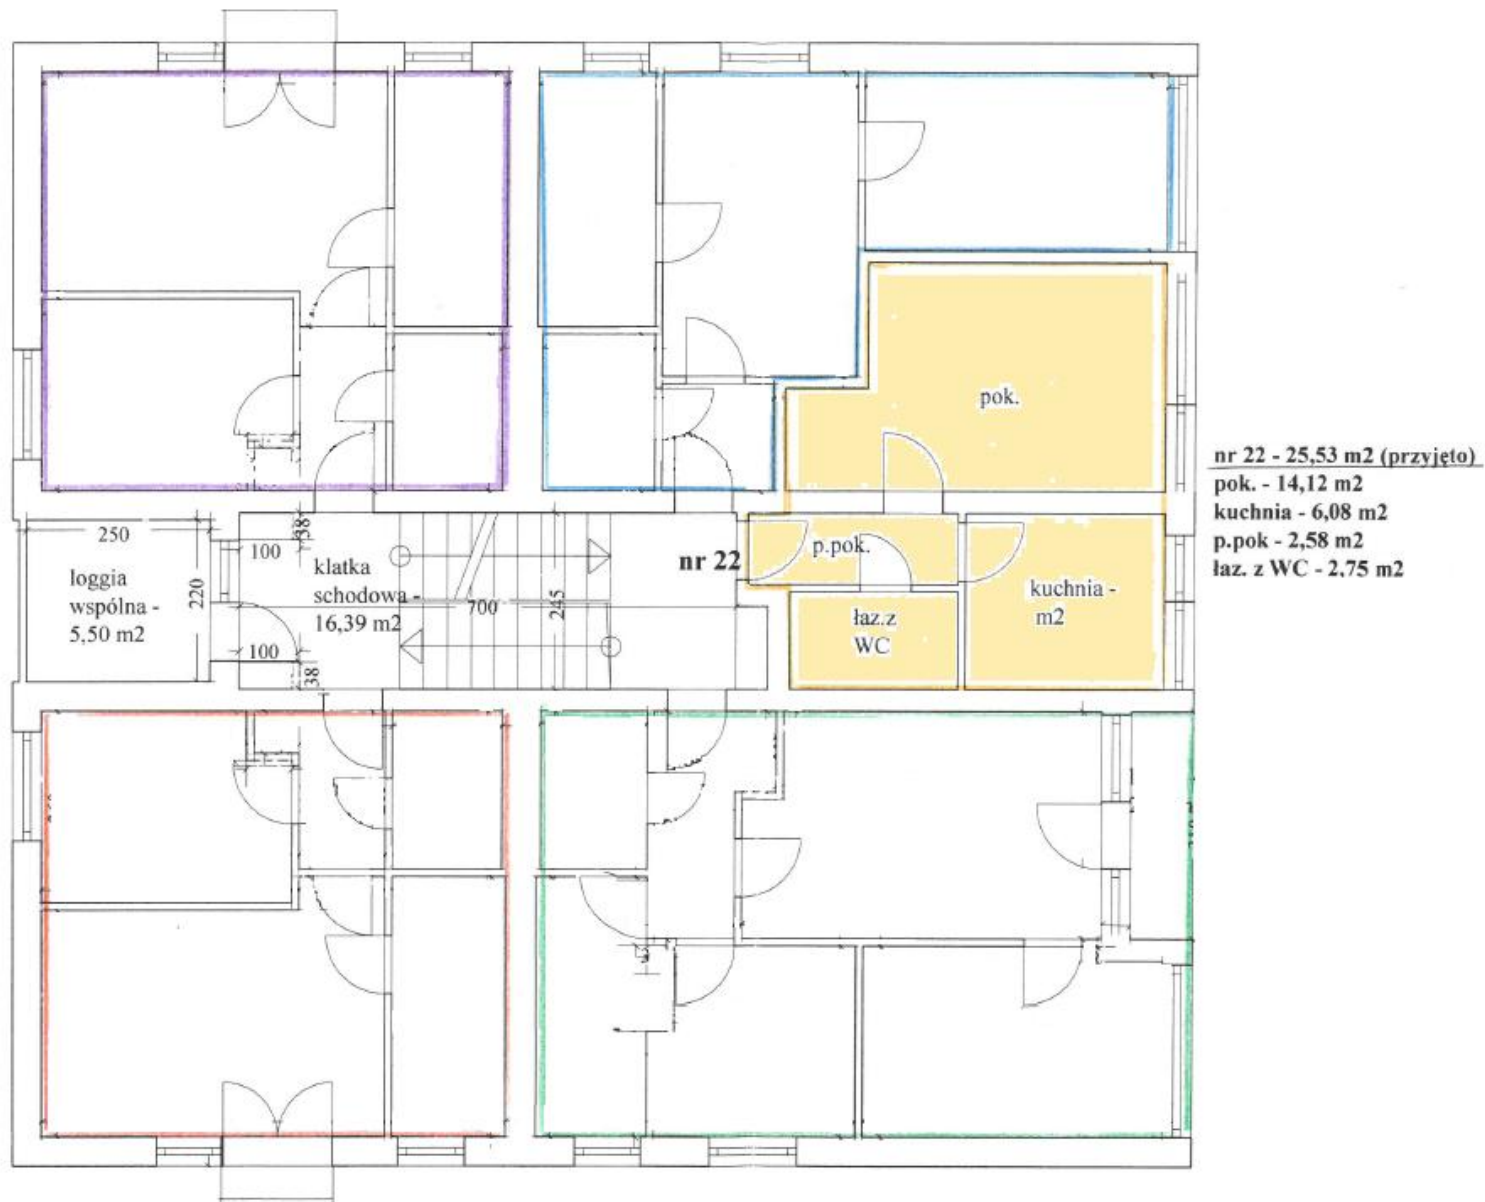 pok.
nr 22 - 25,53 m2 (przyjęto)
pok. - 14,12 m2
kuchnia - 6,08 m2
p.pok - 2,58 m2
łaz. z WC - 2,75 m2
250
38
100
loggia
wspólna -
5,50 m2
220
klatka
schodowa -
16,39 m2
700
245
nr 22
p.pok.
łaz.z
WC
kuchnia -
m2
100
38